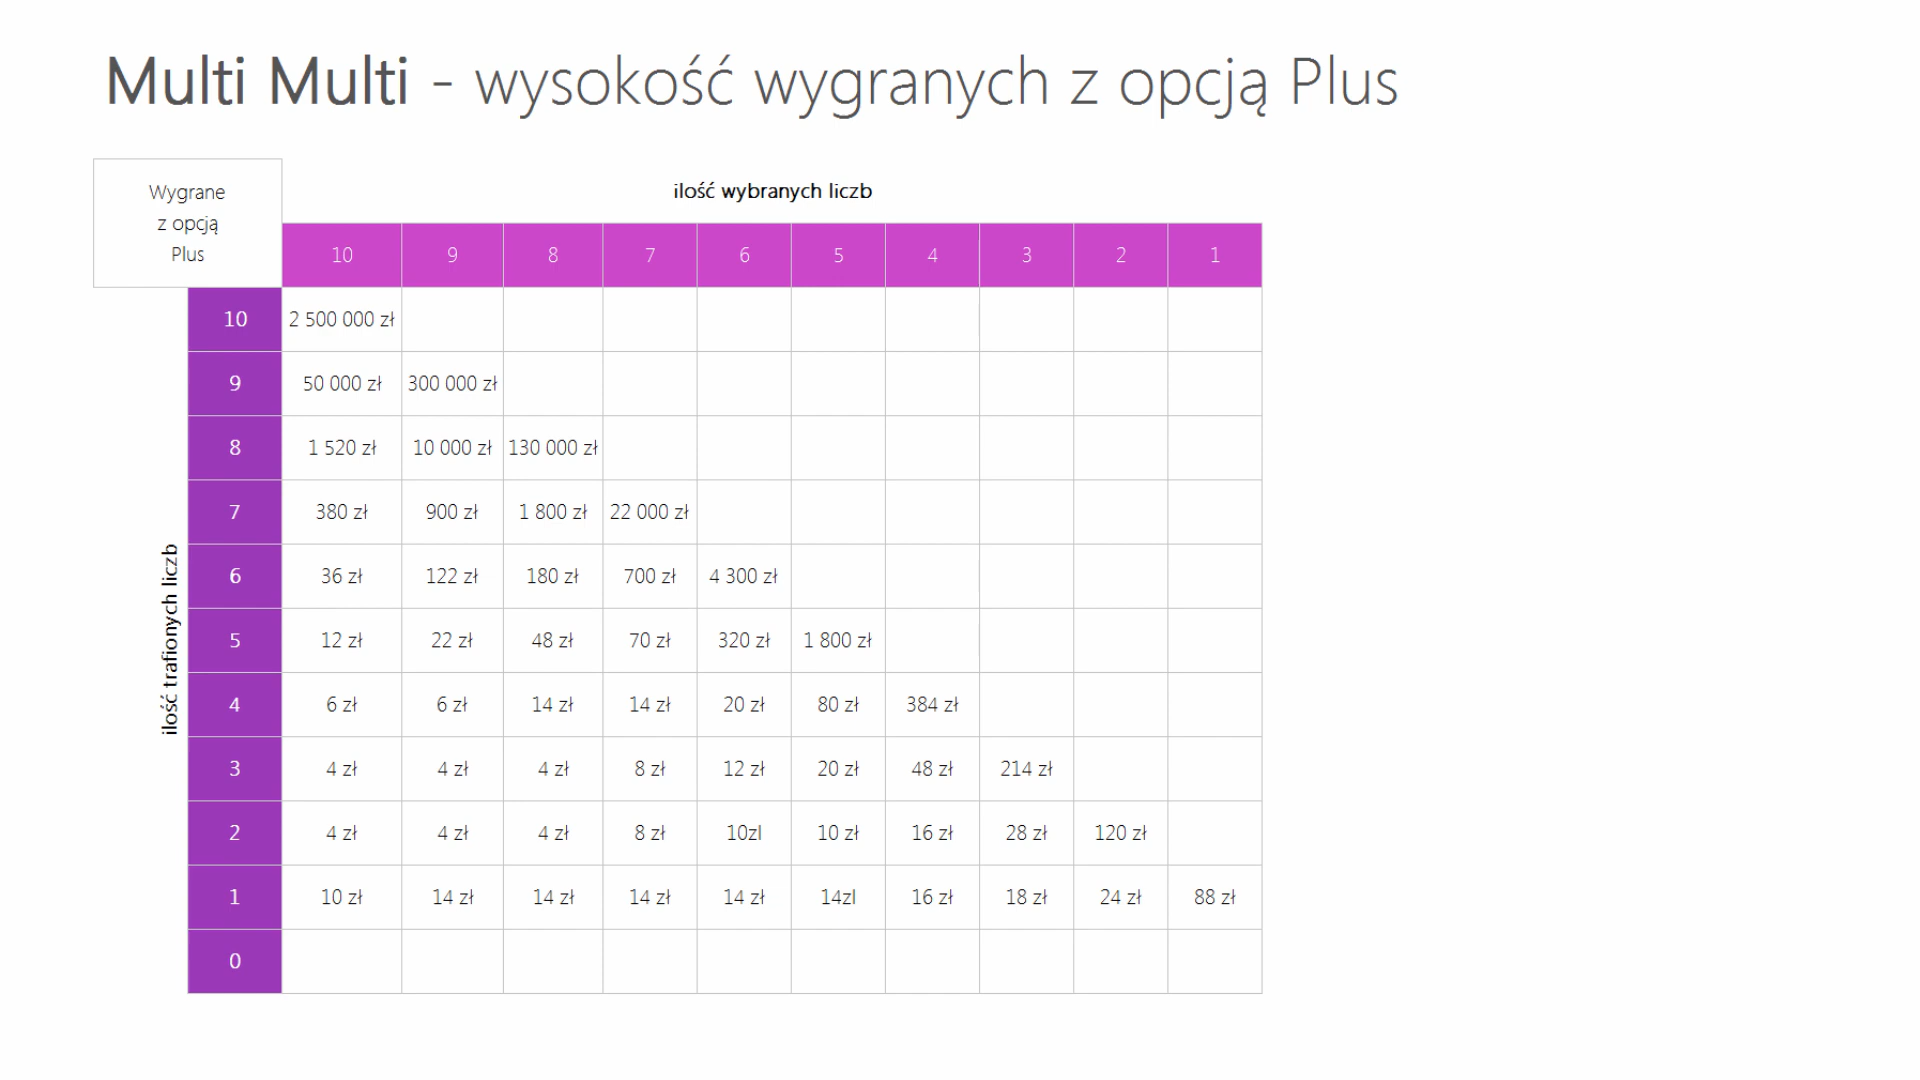 Multi Multi - wysokość wygranych z opcją Plus
Wygrane
z opcją
Plus
ilość wybranych liczb
10 9 8 7 6 5 4 3 2 1
ilość trafionych liczb
10 2 500 000 zł
9 50 000 zł 300 000 zł
8 1 520 zł 10 000 zł 130 000 zł
7 380 zł 900 zł 1 800 zł 22 000 zł
6 36 zł 122 zł 180 zł 700 zł 4 300 zł
5 12 zł 22 zł 48 zł 70 zł 320 zł 1 800 zł
4 6 zł 6 zł 14 zł 14 zł 20 zł 80 zł 384 zł
3 4 zł 4 zł 4 zł 8 zł 12 zł 20 zł 48 zł 214 zł
2 4 zł 4 zł 4 zł 8 zł 10zl 10 zł 16 zł 28 zł 120 zł
1 10 zł 14 zł 14 zł 14 zł 14 zł 14zl 16 zł 18 zł 24 zł 88 zł
0